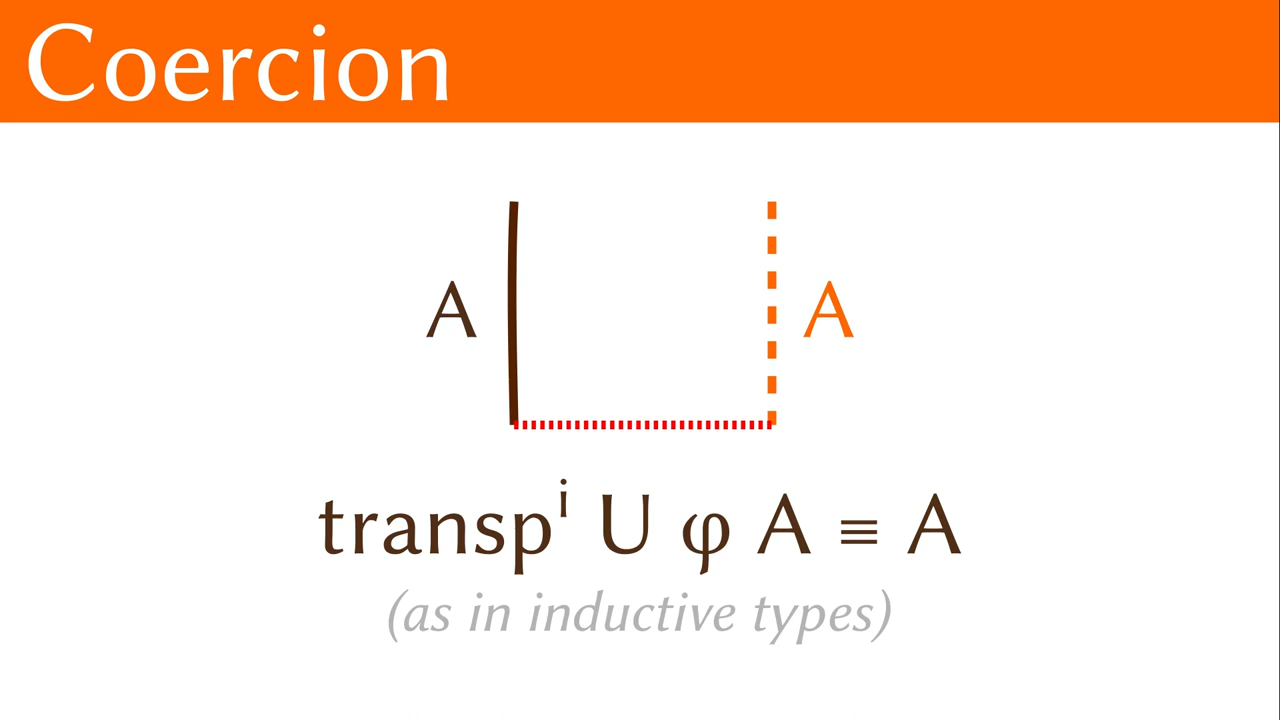 Coercion
A A
transpⁱ U φ A ≡ A
(as in inductive types)